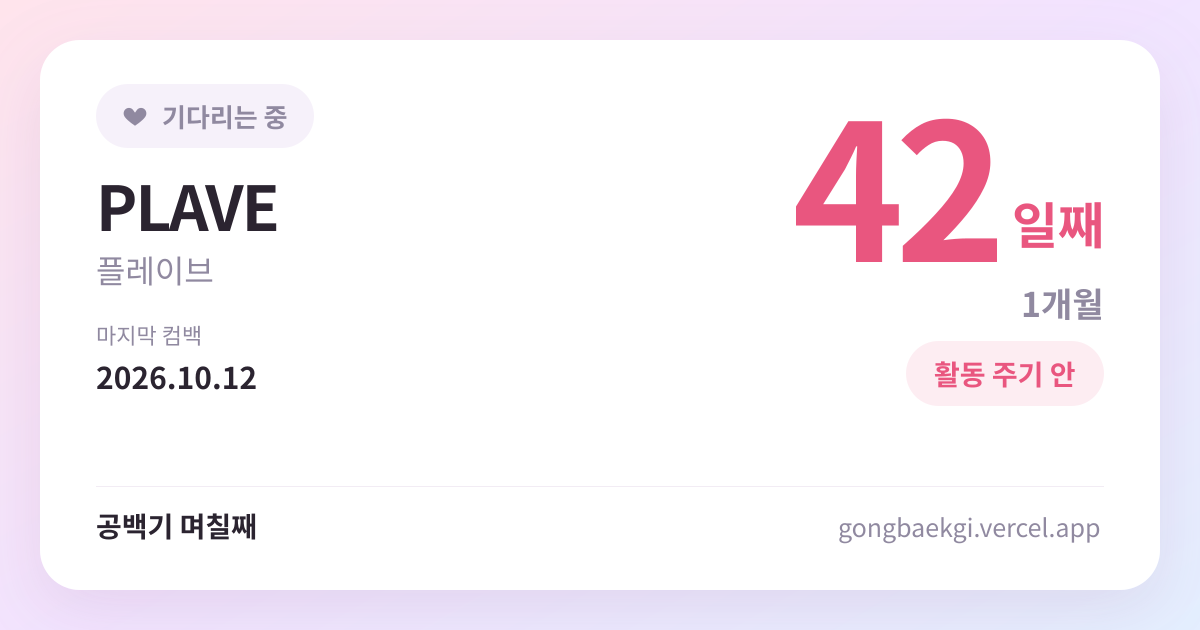 기다리는 중
PLAVE
플레이브
마지막 컴백
2026.10.12
42 일째
1개월
활동 주기 안
공백기 며칠째
gongbaekgi.vercel.app